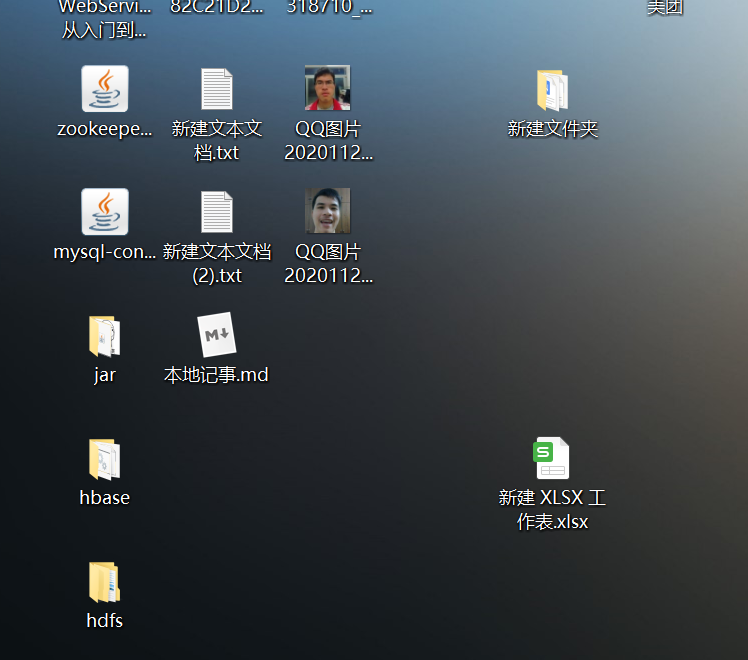 WebServi...
从入门到...
82C21D2...
318710_...
美团
zookeepe...
新建文本文
档.txt
QQ图片
2020112...
新建文件夹
mysql-con...
新建文本文档
(2).txt
QQ图片
2020112...
jar
本地记事.md
M
hbase
S
新建 XLSX 工
作表.xlsx
hdfs